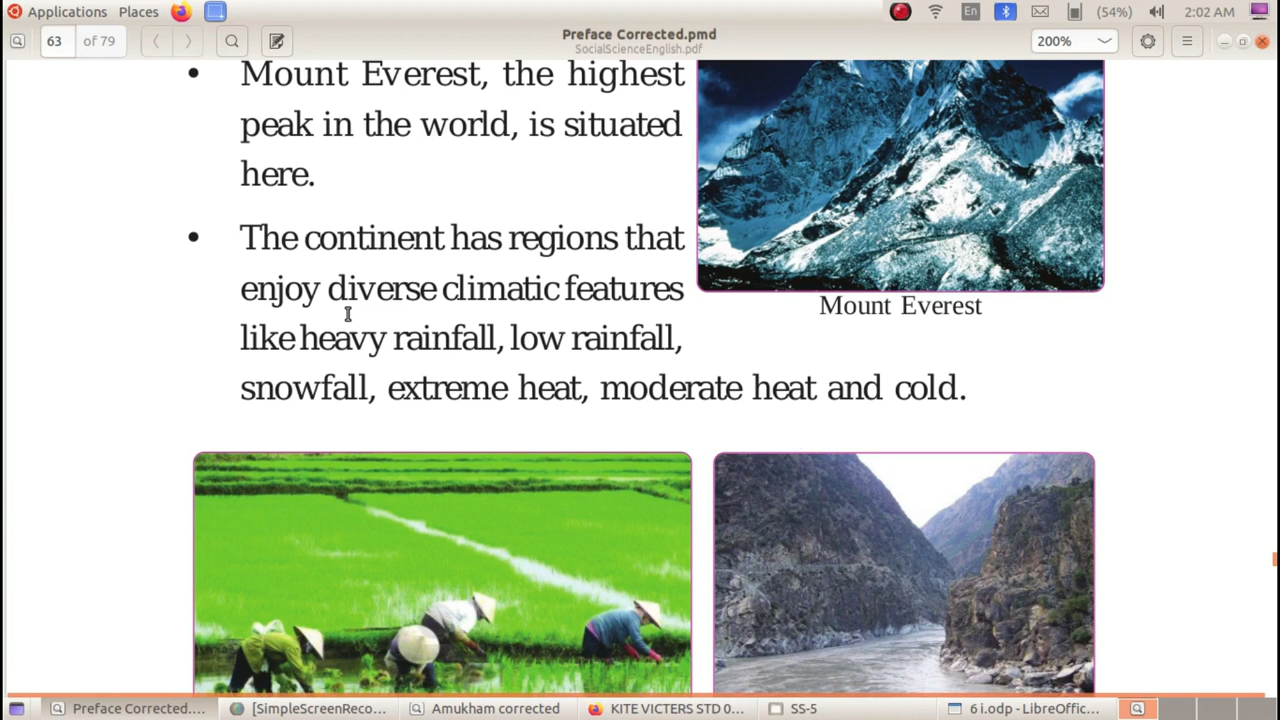 Applications Places En (54%) 2:02 AM
63 of 79 Preface Corrected.pmd 200%
SocialScienceEnglish.pdf
• Mount Everest, the highest
peak in the world, is situated
here.
• The continent has regions that
enjoy diverse climatic features
like heavy rainfall, low rainfall,
snowfall, extreme heat, moderate heat and cold.
Mount Everest
Preface Corrected.... [SimpleScreenReco... Amukham corrected KITE VICTERS STD 0... SS-5 6 i.odp - LibreOffic...